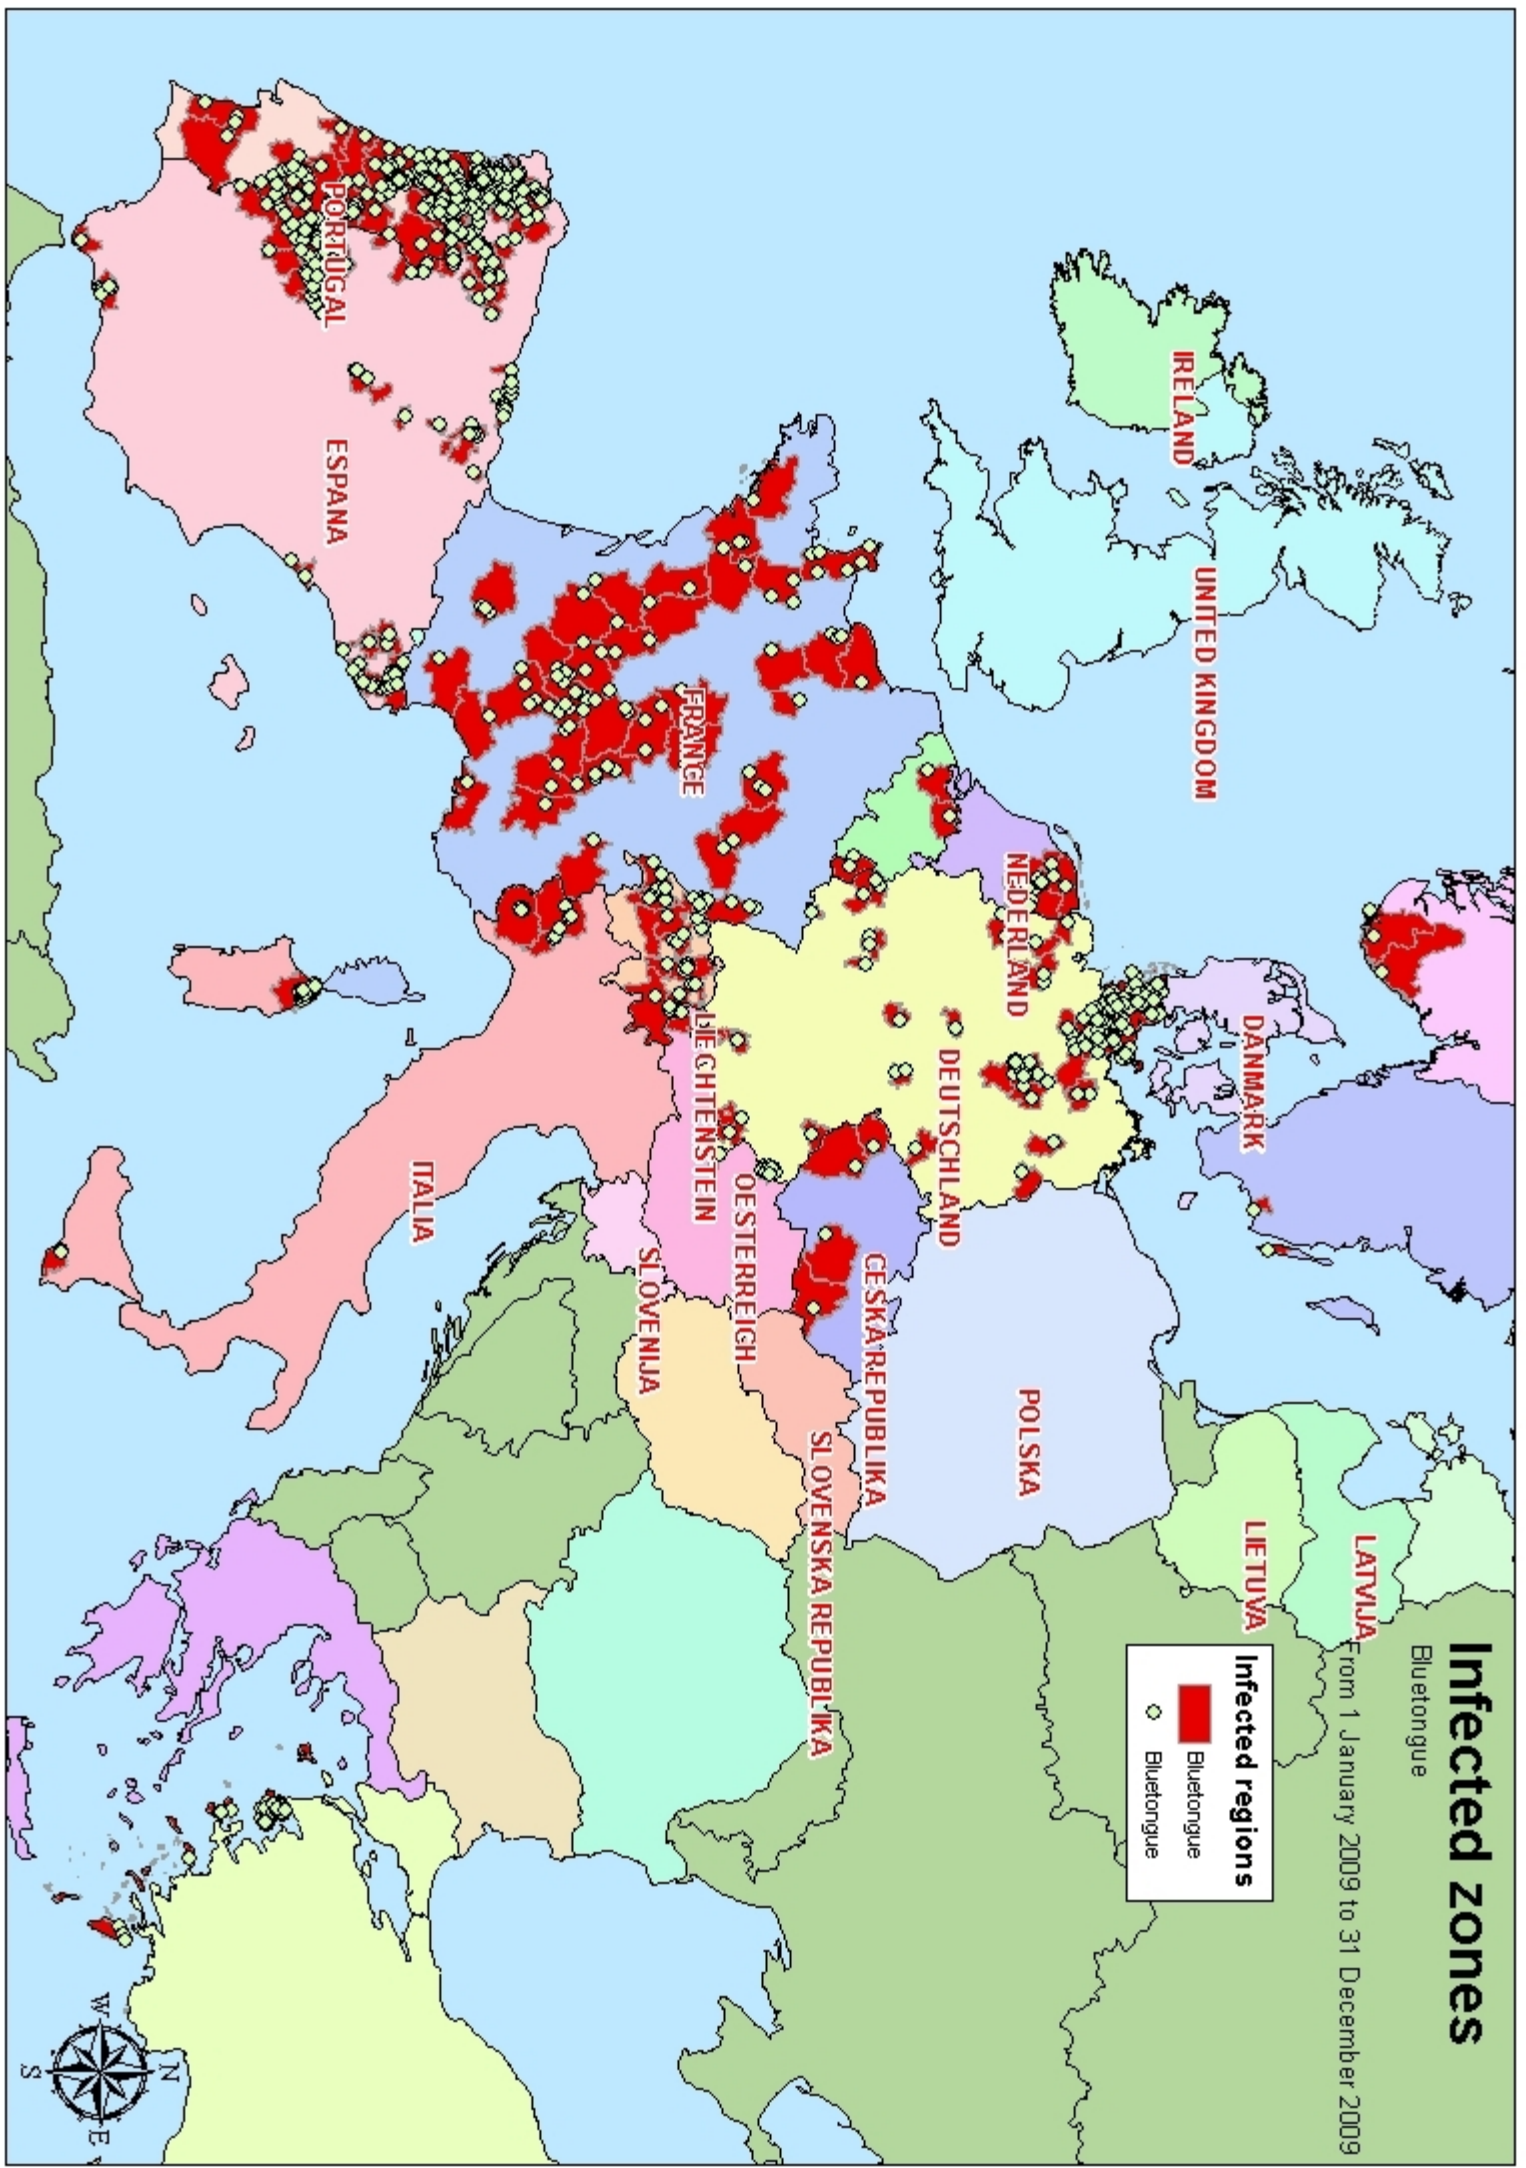 Infected zones
Bluetongue
From 1 January 2009 to 31 December 2009
Infected regions
Bluetongue
Bluetongue
IRELAND
UNITED KINGDOM
DANMARK
LATVIJA
LIETUVA
NEDERLAND
DEUTSCHLAND
POLSKA
CESKA REPUBLIKA
SLOVENSKA REPUBLIKA
FRANCE
LIECHTENSTEIN
OESTERREICH
SLOVENIJA
PORTUGAL
ESPANA
ITALIA
N
W
E
S